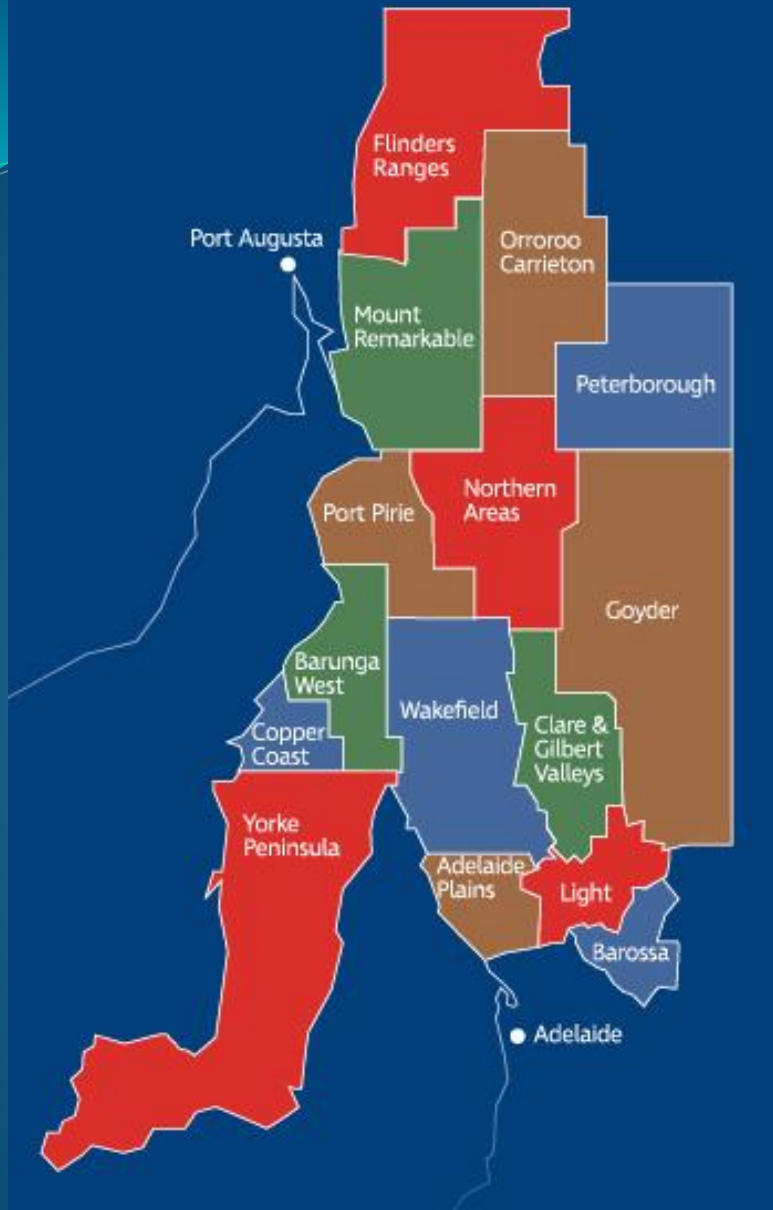 Flinders
Ranges
Port Augusta
Orroroo
Carrieton
Mount
Remarkable
Peterborough
Northern
Areas
Port Pirie
Goyder
Barunga
West
Wakefield
Clare &
Gilbert
Valleys
Copper
Coast
Yorke
Peninsula
Adelaide
Plains
Light
Barossa
Adelaide